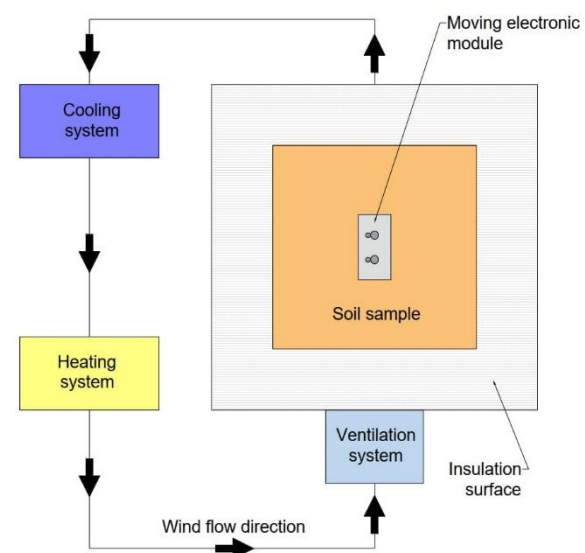 Moving electronic
module
Cooling
system
Soil sample
Heating
system
Ventilation
system
Insulation
surface
Wind flow direction